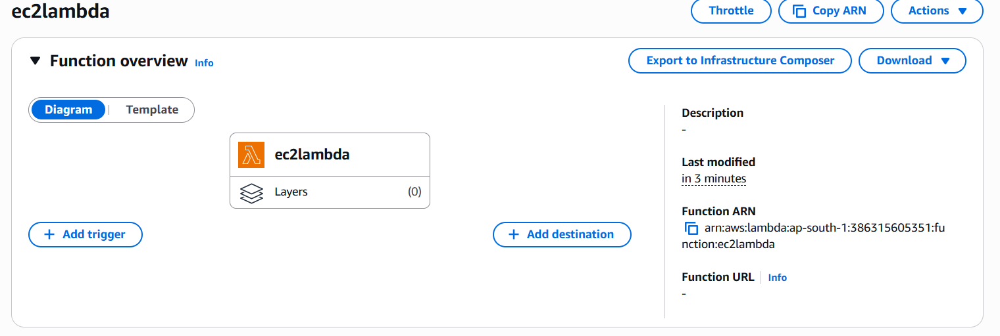 ec2lambda
Throttle
Copy ARN
Actions
Function overview
Info
Export to Infrastructure Composer
Download
Diagram
Template
ec2lambda
Layers
(0)
+ Add trigger
+ Add destination
Description
-
Last modified
in 3 minutes
Function ARN
arn:aws:lambda:ap-south-1:386315605351:fu
nction:ec2lambda
Function URL
Info
-